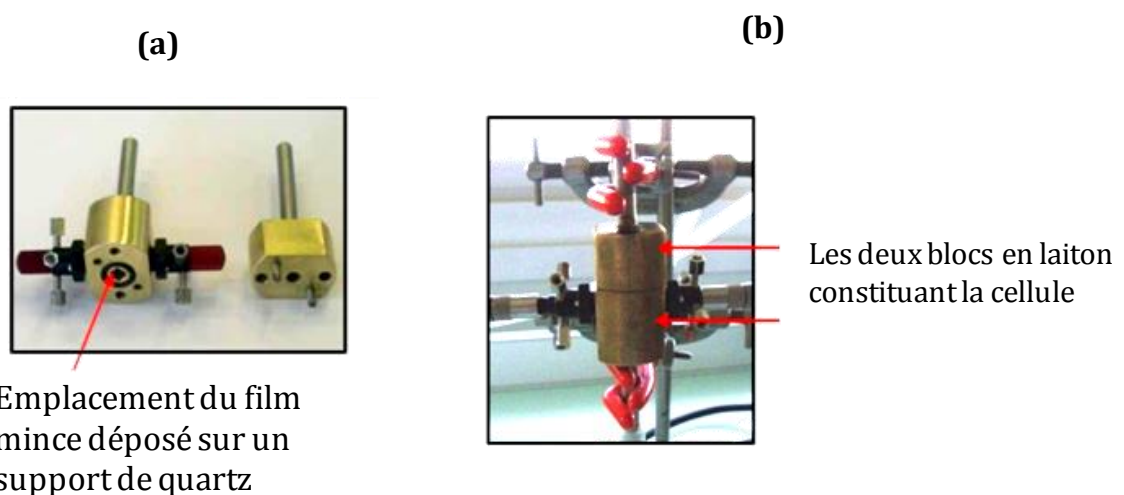 (a)
(b)
Les deux blocs en laiton
constituant la cellule
Emplacement du film
mince déposé sur un
support de quartz